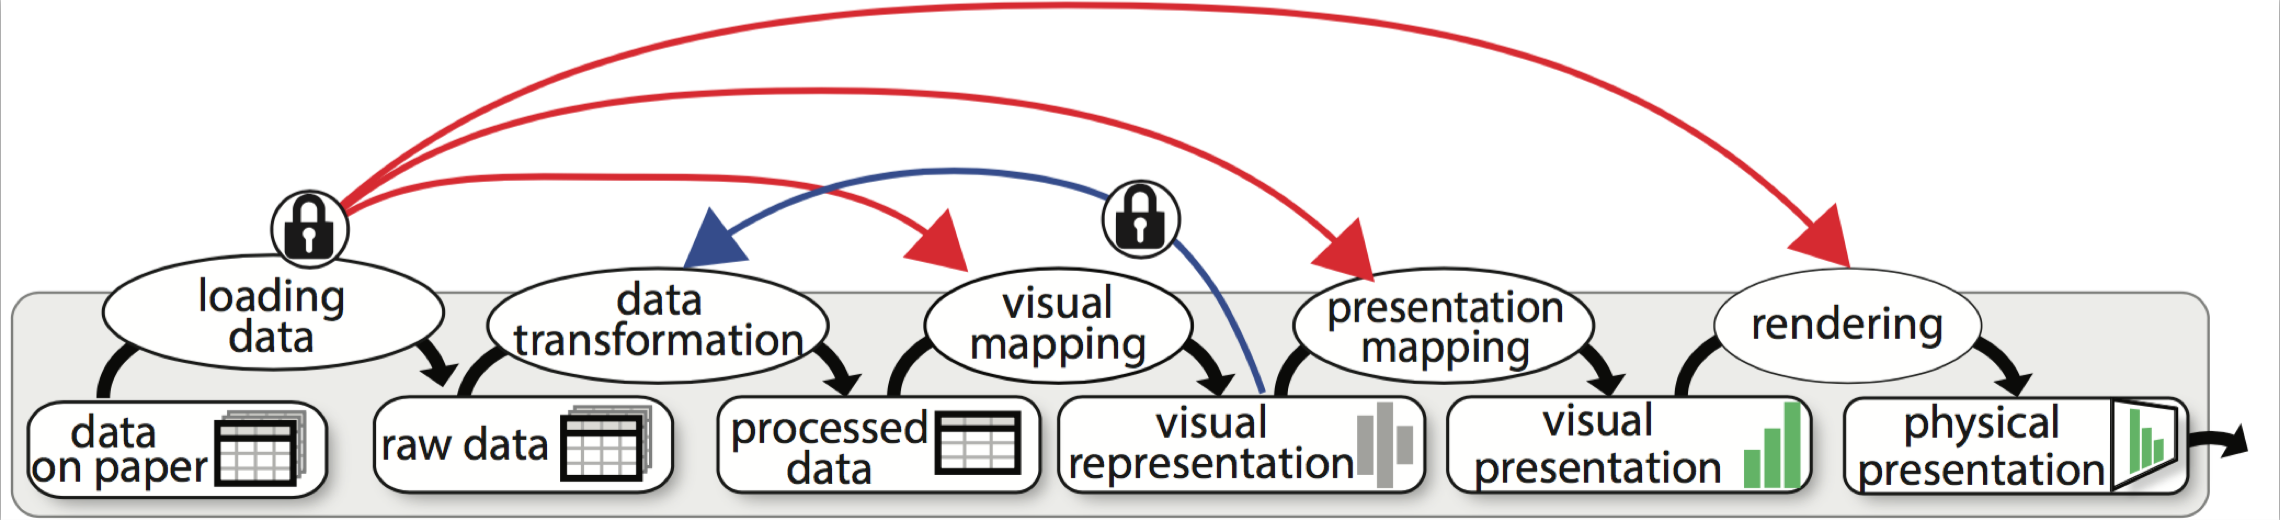 loading
data
data
transformation
visual
mapping
presentation
mapping
rendering
data
on paper
raw data
processed
data
visual
representation
visual
presentation
physical
presentation